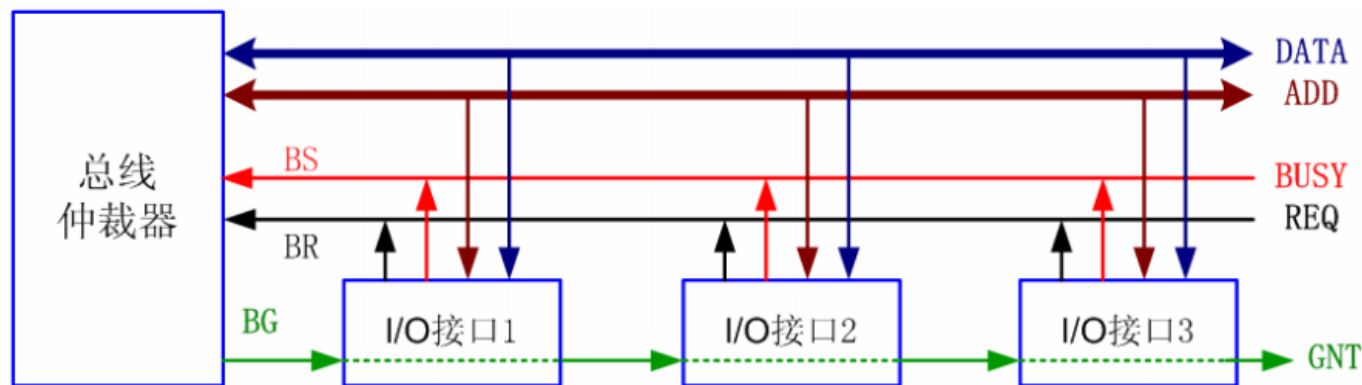 DATA
ADD
总线
仲裁器
BS
BUSY
REQ
BR
BG
I/O接口1
I/O接口2
I/O接口3
GNT